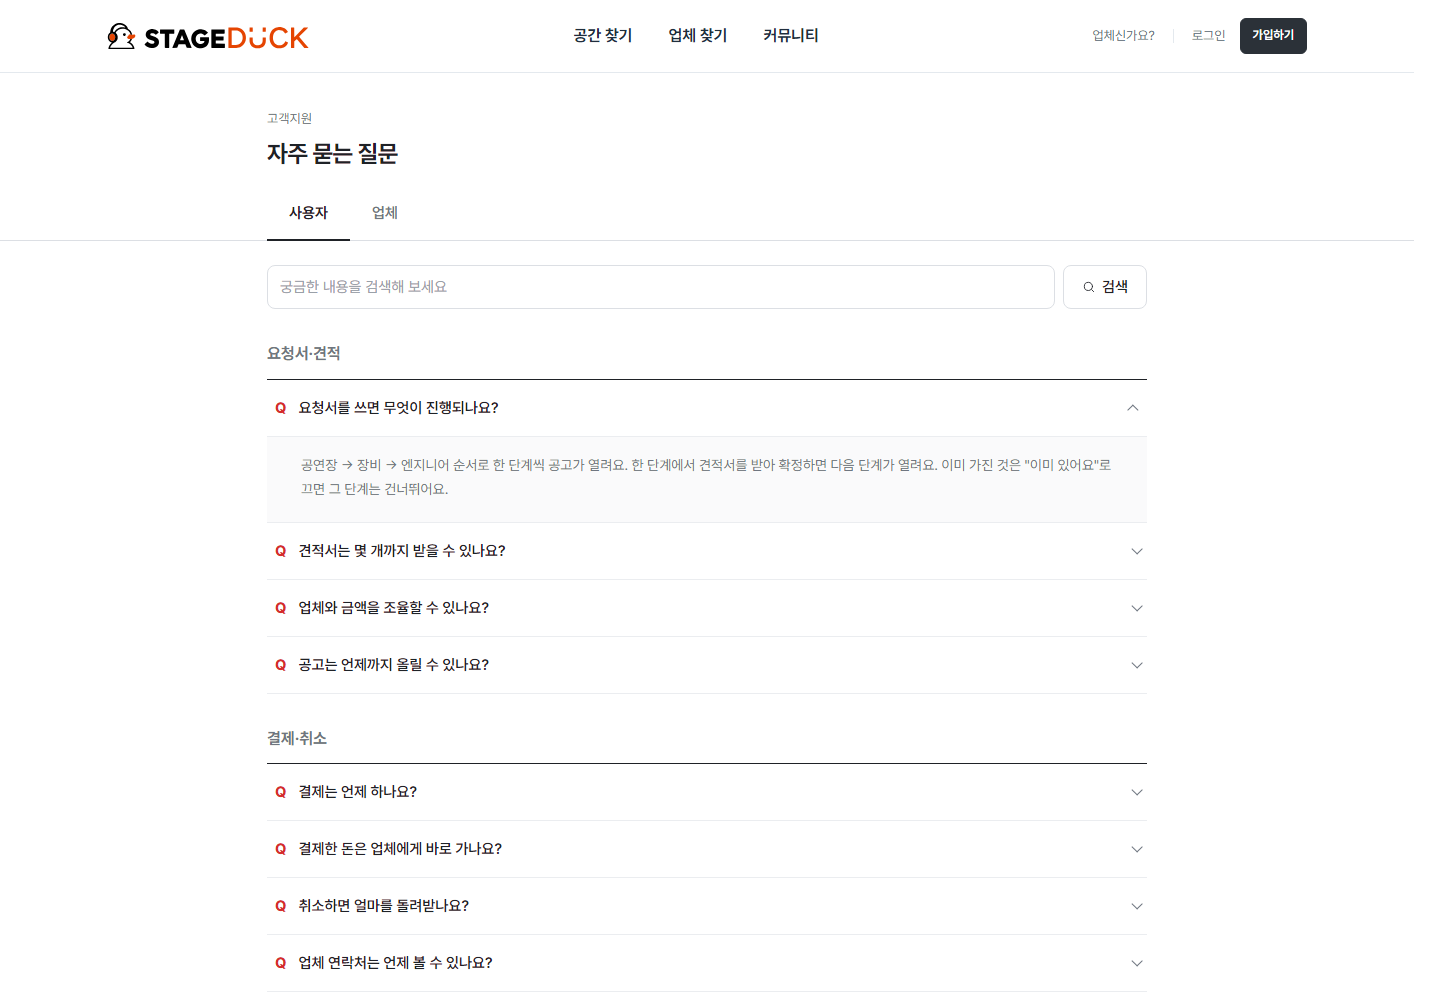 STAGEDUCK
공간 찾기
업체 찾기
커뮤니티
업체신가요?
로그인
가입하기
고객지원
자주 묻는 질문
사용자
업체
궁금한 내용을 검색해 보세요
검색
요청서·견적
Q 요청서를 쓰면 무엇이 진행되나요?
공연장 → 장비 → 엔지니어 순서로 한 단계씩 공고가 열려요. 한 단계에서 견적서를 받아 확정하면 다음 단계가 열려요. 이미 가진 것은 "이미 있어요"로
끄면 그 단계는 건너뛰어요.
Q 견적서는 몇 개까지 받을 수 있나요?
Q 업체와 금액을 조율할 수 있나요?
Q 공고는 언제까지 올릴 수 있나요?
결제·취소
Q 결제는 언제 하나요?
Q 결제한 돈은 업체에게 바로 가나요?
Q 취소하면 얼마를 돌려받나요?
Q 업체 연락처는 언제 볼 수 있나요?